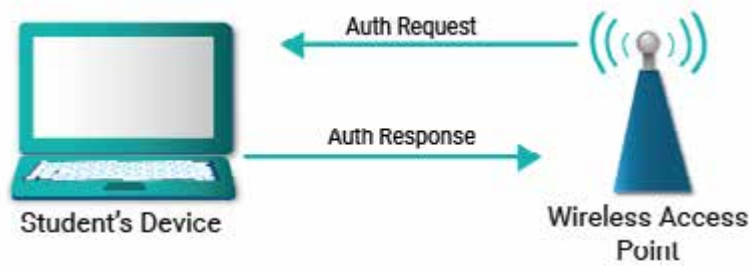 Auth Request
Auth Response
Student's Device
Wireless Access
Point